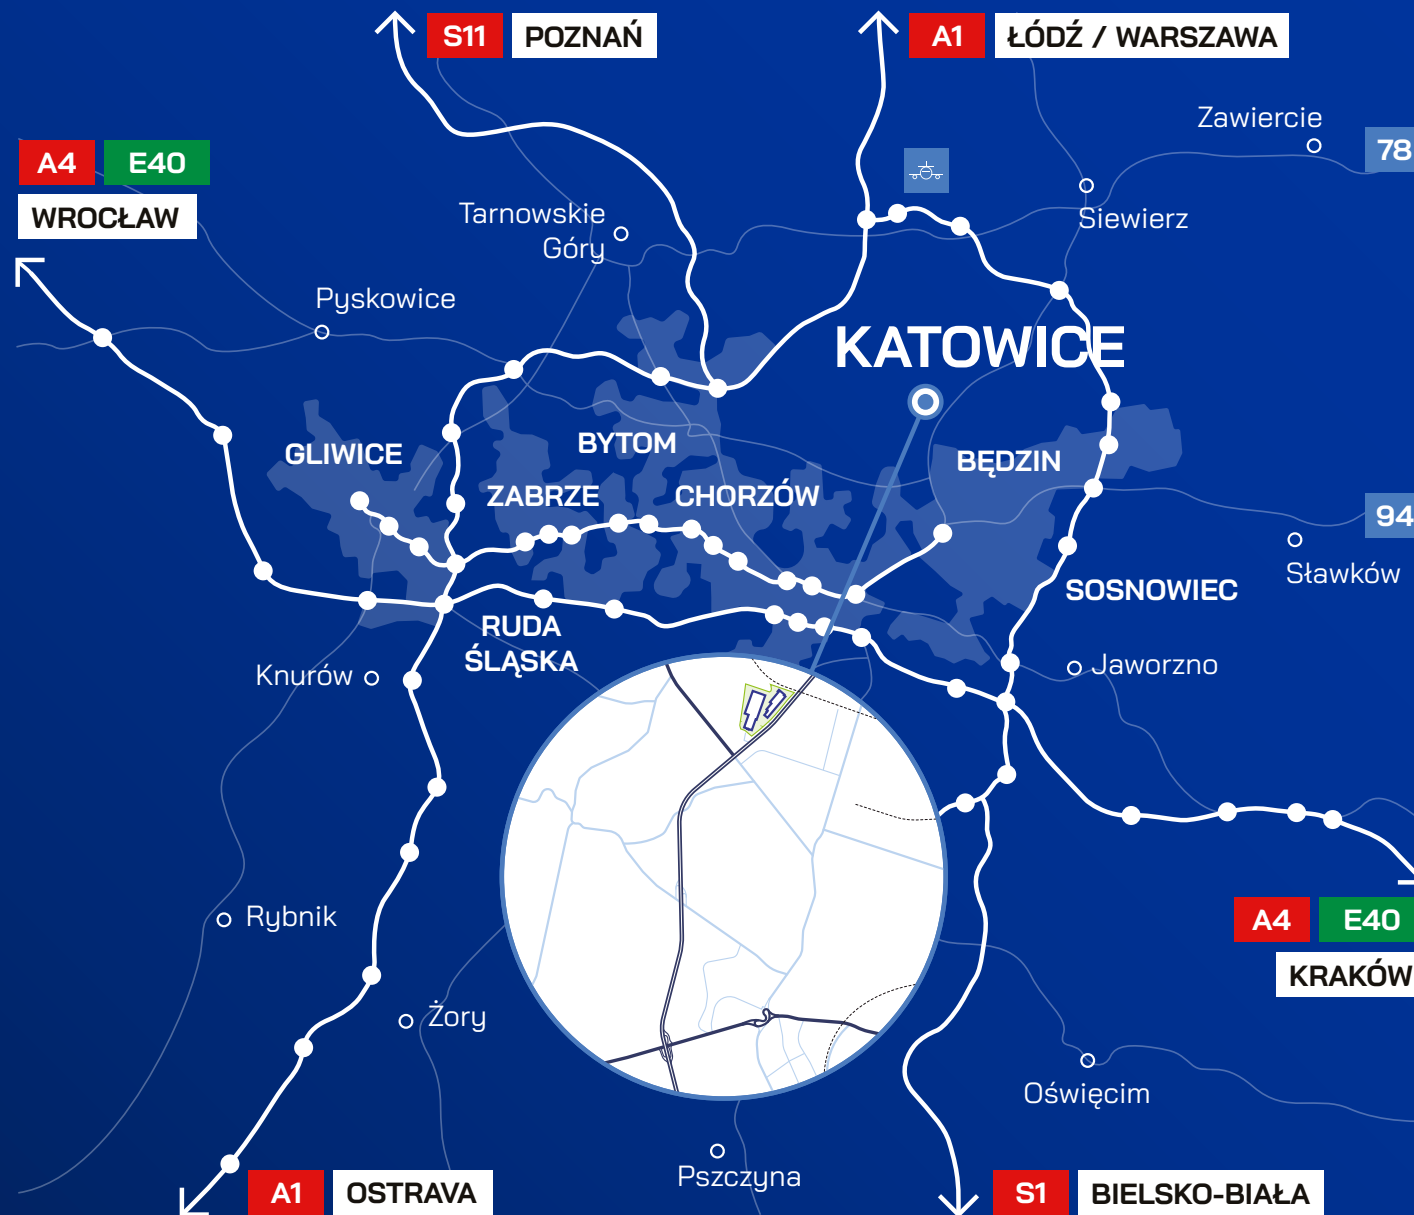 S11 POZNAŃ
A1 ŁÓDŹ / WARSZAWA
Zawiercie
78
A4 E40
WROCŁAW
Tarnowskie
Góry
Siewierz
Pyskowice
KATOWICE
GLIWICE
BYTOM
BĘDZIN
ZABRZE
CHORZÓW
94
Sławków
SOSNOWIEC
RUDA
ŚLĄSKA
Knurów
Jaworzno
Rybnik
A4 E40
KRAKÓW
Żory
Oświęcim
Pszczyna
A1 OSTRAVA
S1 BIELSKO-BIAŁA